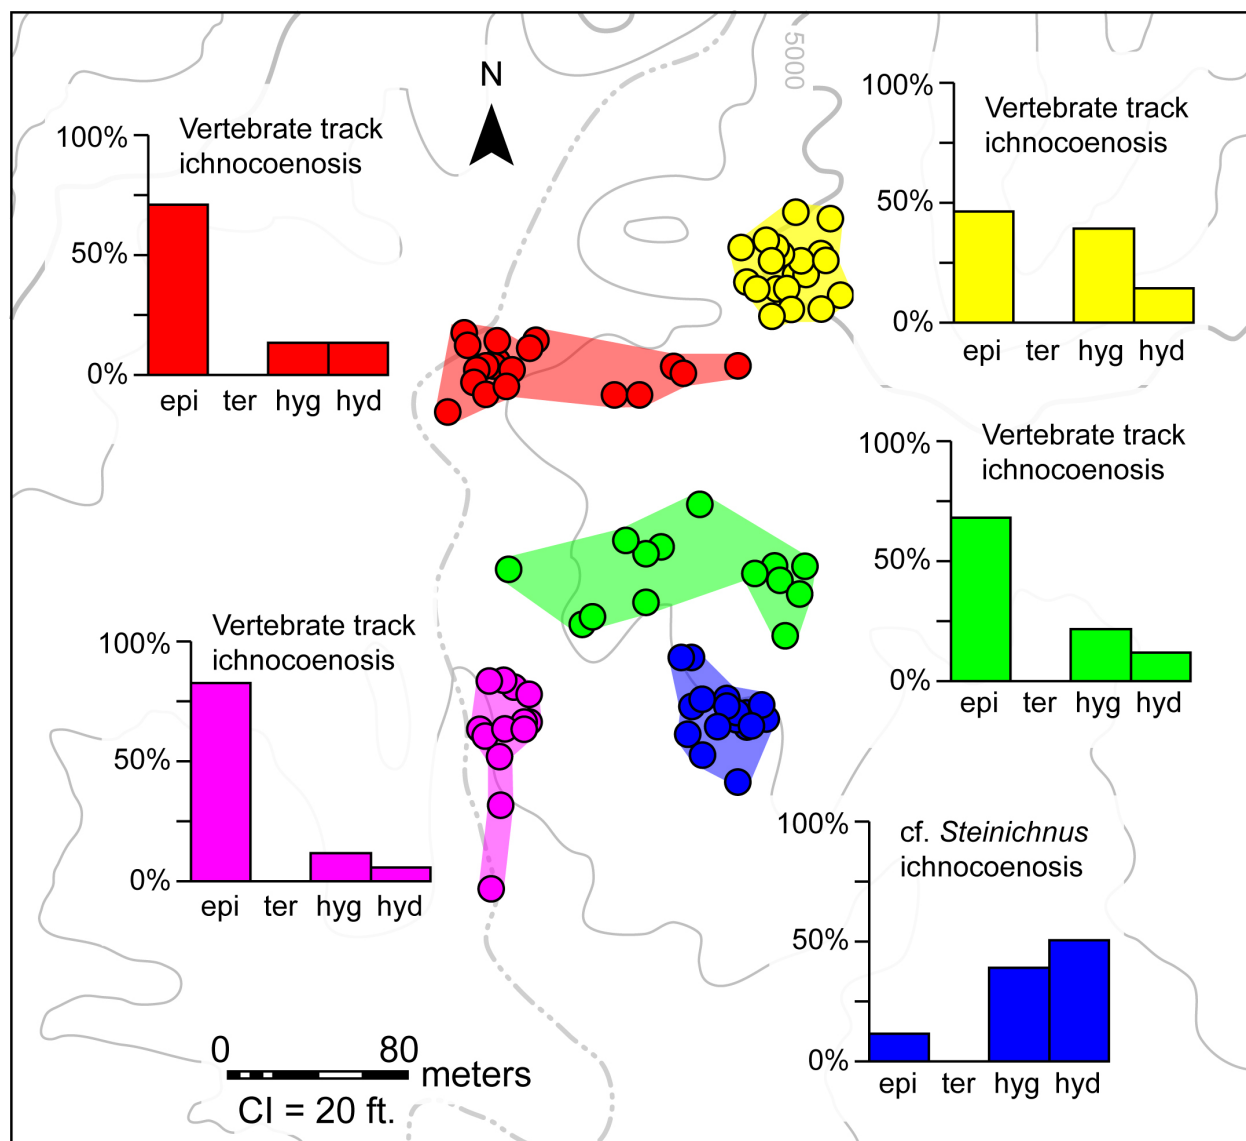 5000
N
100%
50%
0%
Vertebrate track
ichnocoenosis
epi ter hyg hyd
100%
50%
0%
Vertebrate track
ichnocoenosis
epi ter hyg hyd
100%
50%
0%
Vertebrate track
ichnocoenosis
epi ter hyg hyd
100%
50%
0%
Vertebrate track
ichnocoenosis
epi ter hyg hyd
100%
50%
0%
cf. Steinichnus
ichnocoenosis
epi ter hyg hyd
0 80
meters
CI = 20 ft.